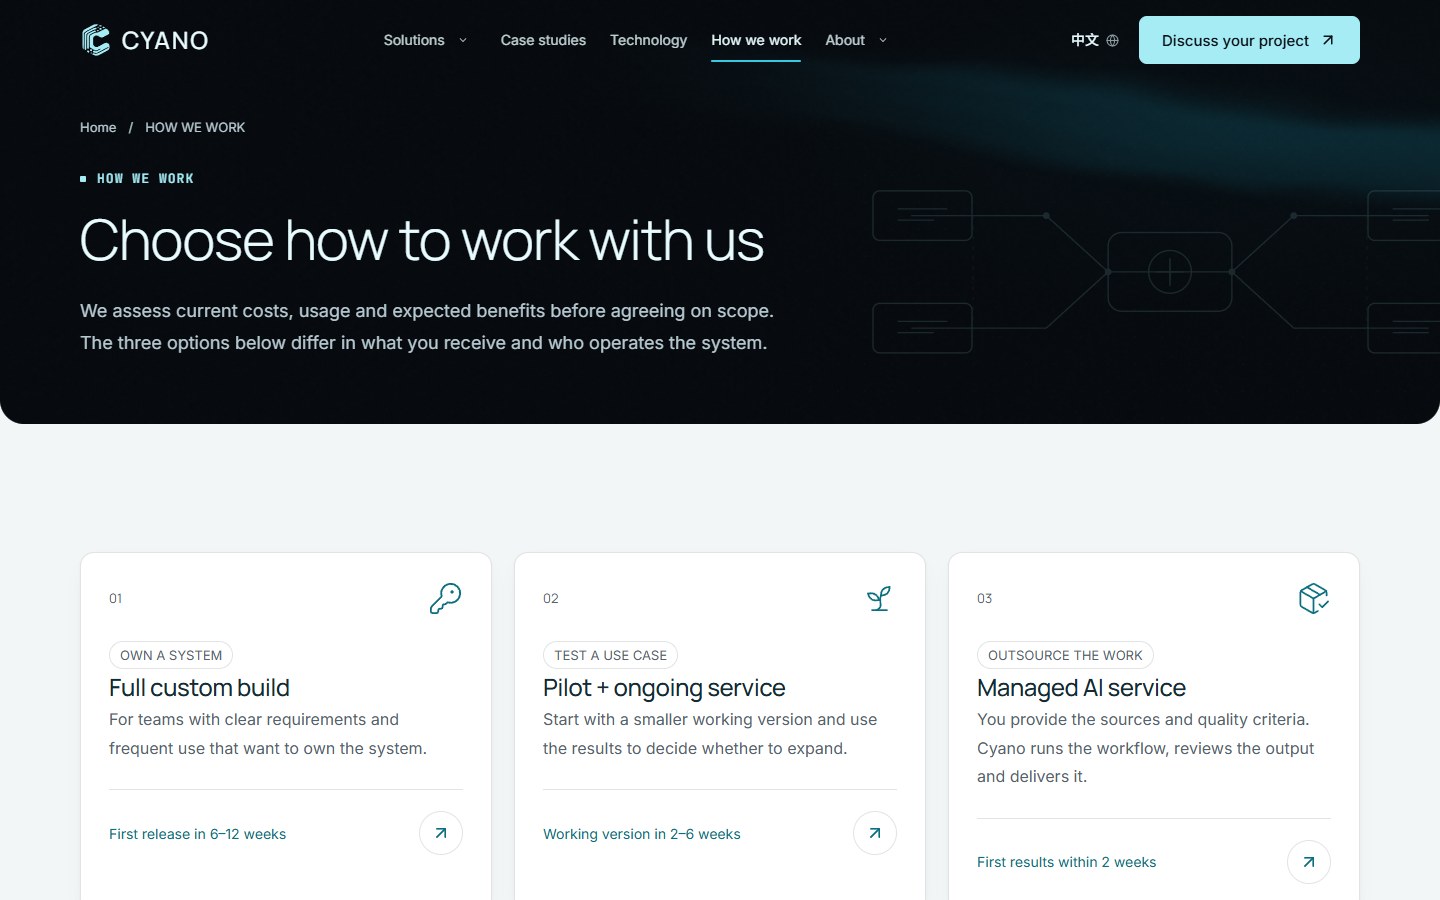 CYANO
Solutions
Case studies
Technology
How we work
About
中文
Discuss your project
Home / HOW WE WORK
HOW WE WORK
Choose how to work with us
We assess current costs, usage and expected benefits before agreeing on scope.
The three options below differ in what you receive and who operates the system.
01
OWN A SYSTEM
Full custom build
For teams with clear requirements and
frequent use that want to own the system.
First release in 6–12 weeks
02
TEST A USE CASE
Pilot + ongoing service
Start with a smaller working version and use
the results to decide whether to expand.
Working version in 2–6 weeks
03
OUTSOURCE THE WORK
Managed AI service
You provide the sources and quality criteria.
Cyano runs the workflow, reviews the output
and delivers it.
First results within 2 weeks